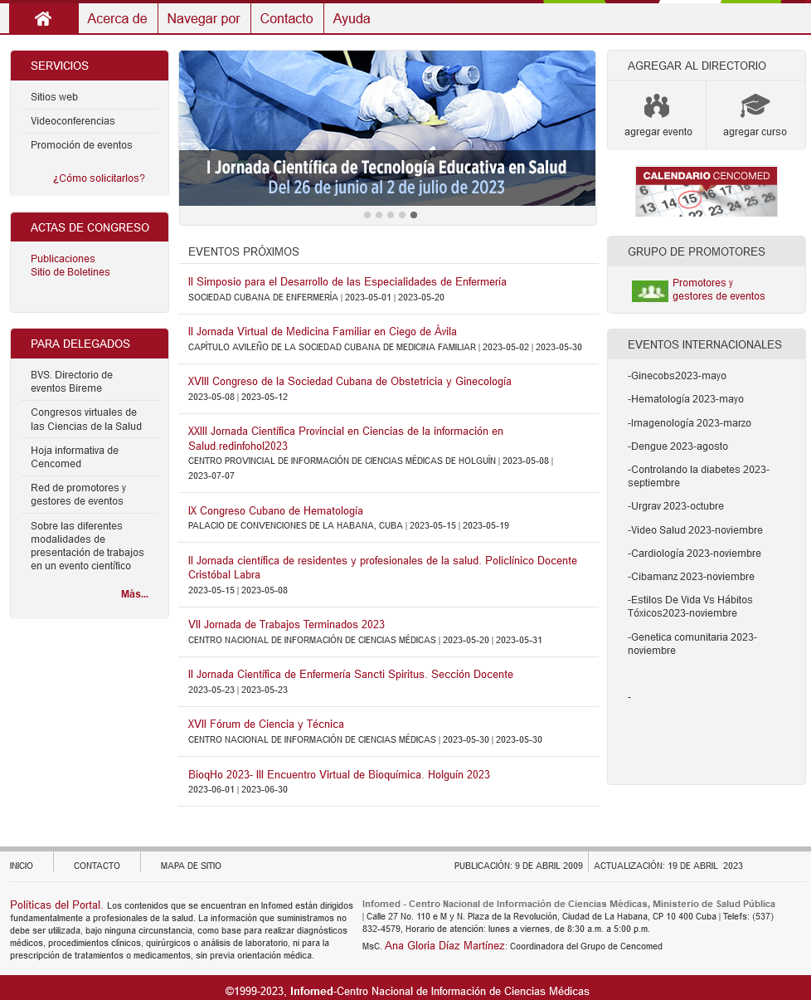 Acerca de
Navegar por
Contacto
Ayuda
SERVICIOS
Sitios web
Videoconferencias
Promoción de eventos
¿Cómo solicitarlos?
ACTAS DE CONGRESO
Publicaciones
Sitio de Boletines
PARA DELEGADOS
BVS. Directorio de
eventos Bireme
Congresos virtuales de
las Ciencias de la Salud
Hoja informativa de
Cencomed
Red de promotores y
gestores de eventos
Sobre las diferentes
modalidades de
presentación de trabajos
en un evento científico
Más...
I Jornada Científica de Tecnología Educativa en Salud
Del 26 de junio al 2 de julio de 2023
EVENTOS PRÓXIMOS
II Simposio para el Desarrollo de las Especialidades de Enfermería
SOCIEDAD CUBANA DE ENFERMERÍA | 2023-05-01 | 2023-05-20
II Jornada Virtual de Medicina Familiar en Ciego de Ávila
CAPÍTULO AVILEÑO DE LA SOCIEDAD CUBANA DE MEDICINA FAMILIAR | 2023-05-02 | 2023-05-30
XVIII Congreso de la Sociedad Cubana de Obstetricia y Ginecología
2023-05-08 | 2023-05-12
XXIII Jornada Científica Provincial en Ciencias de la información en
Salud.redinfohol2023
CENTRO PROVINCIAL DE INFORMACIÓN DE CIENCIAS MÉDICAS DE HOLGUÍN | 2023-05-08 |
2023-07-07
IX Congreso Cubano de Hematología
PALACIO DE CONVENCIONES DE LA HABANA, CUBA | 2023-05-15 | 2023-05-19
II Jornada científica de residentes y profesionales de la salud. Policlínico Docente
Cristóbal Labra
2023-05-15 | 2023-05-08
VII Jornada de Trabajos Terminados 2023
CENTRO NACIONAL DE INFORMACIÓN DE CIENCIAS MÉDICAS | 2023-05-20 | 2023-05-31
II Jornada Científica de Enfermería Sancti Spiritus. Sección Docente
2023-05-23 | 2023-05-23
XVII Fórum de Ciencia y Técnica
CENTRO NACIONAL DE INFORMACIÓN DE CIENCIAS MÉDICAS | 2023-05-30 | 2023-05-30
BioqHo 2023- III Encuentro Virtual de Bioquímica. Holguín 2023
2023-06-01 | 2023-06-30
AGREGAR AL DIRECTORIO
agregar evento
agregar curso
CALENDARIO CENCOMED
6 13 14 15 16 17 18 19
20 21 22 23 24 25 26
GRUPO DE PROMOTORES
Promotores y
gestores de eventos
EVENTOS INTERNACIONALES
-Ginecobs2023-mayo
-Hematología 2023-mayo
-Imagenología 2023-marzo
-Dengue 2023-agosto
-Controlando la diabetes 2023-
septiembre
-Urgrav 2023-octubre
-Video Salud 2023-noviembre
-Cardiología 2023-noviembre
-Cibamanz 2023-noviembre
-Estilos De Vida Vs Hábitos
Tóxicos2023-noviembre
-Genetica comunitaria 2023-
noviembre
-
INICIO
CONTACTO
MAPA DE SITIO
PUBLICACIÓN: 9 DE ABRIL 2009
ACTUALIZACIÓN: 19 DE ABRIL 2023
Políticas del Portal. Los contenidos que se encuentran en Infomed están dirigidos
fundamentalmente a profesionales de la salud. La información que suministramos no
debe ser utilizada, bajo ninguna circunstancia, como base para realizar diagnósticos
médicos, procedimientos clínicos, quirúrgicos o análisis de laboratorio, ni para la
prescripción de tratamientos o medicamentos, sin previa orientación médica.
Infomed - Centro Nacional de Información de Ciencias Médicas, Ministerio de Salud Pública
| Calle 27 No. 110 e M y N. Plaza de la Revolución, Ciudad de La Habana, CP 10 400 Cuba | Telefs: (537)
832-4579, Horario de atención: lunes a viernes, de 8:30 a.m. a 5:00 p.m.
MsC. Ana Gloria Díaz Martínez: Coordinadora del Grupo de Cencomed
©1999-2023, Infomed-Centro Nacional de Información de Ciencias Médicas